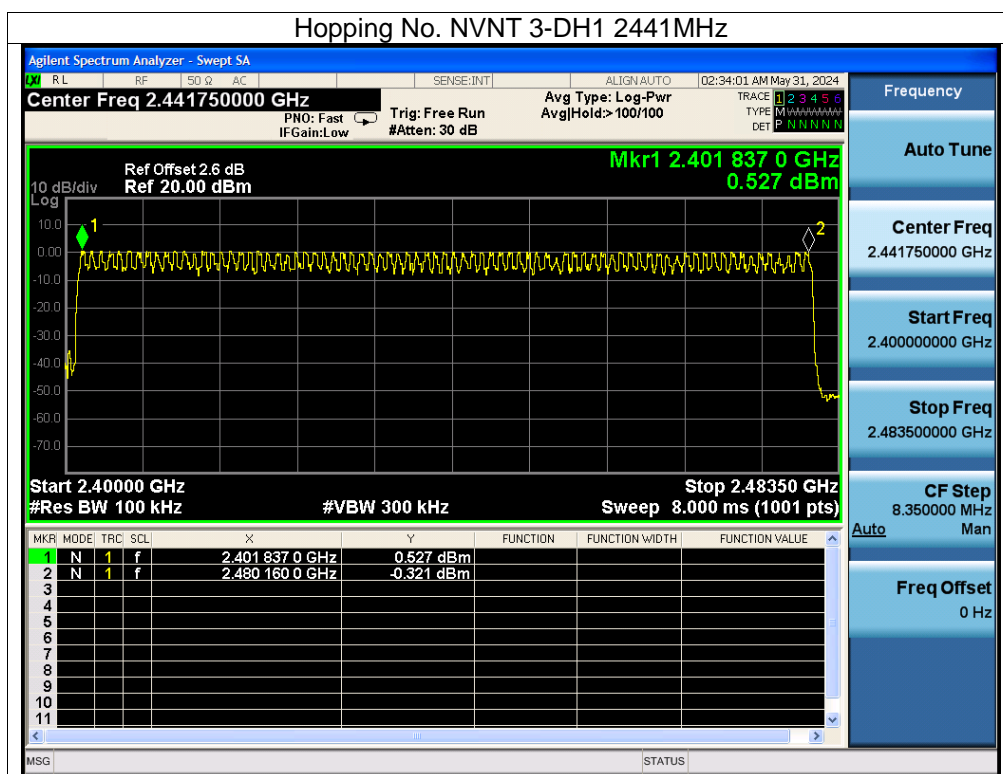 Hopping No. NVNT 3-DH1 2441MHz
Agilent Spectrum Analyzer - Swept SA
LXI RL RF 50 Ω AC SENSE:INT ALIGNAUTO 02:34:01 AM May 31, 2024
Center Freq 2.441750000 GHz
PNO: Fast
IFGain:Low
Trig: Free Run
#Atten: 30 dB
Avg Type: Log-Pwr
Avg|Hold:>100/100
TRACE 1 2 3 4 5 6
TYPE MWWWWW
DET P N N N N N
Frequency
Auto Tune
Center Freq
2.441750000 GHz
Start Freq
2.400000000 GHz
Stop Freq
2.483500000 GHz
CF Step
8.350000 MHz
Auto Man
Freq Offset
0 Hz
Mkr1 2.401 837 0 GHz
0.527 dBm
Ref Offset 2.6 dB
10 dB/div Ref 20.00 dBm
Log
10.0
0.00
-10.0
-20.0
-30.0
-40.0
-50.0
-60.0
-70.0
1
2
Start 2.40000 GHz Stop 2.48350 GHz
#Res BW 100 kHz #VBW 300 kHz Sweep 8.000 ms (1001 pts)
MKR MODE TRC SCL X Y FUNCTION FUNCTION WIDTH FUNCTION VALUE
1 N 1 f 2.401 837 0 GHz 0.527 dBm
2 N 1 f 2.480 160 0 GHz -0.321 dBm
3
4
5
6
7
8
9
10
11
MSG STATUS